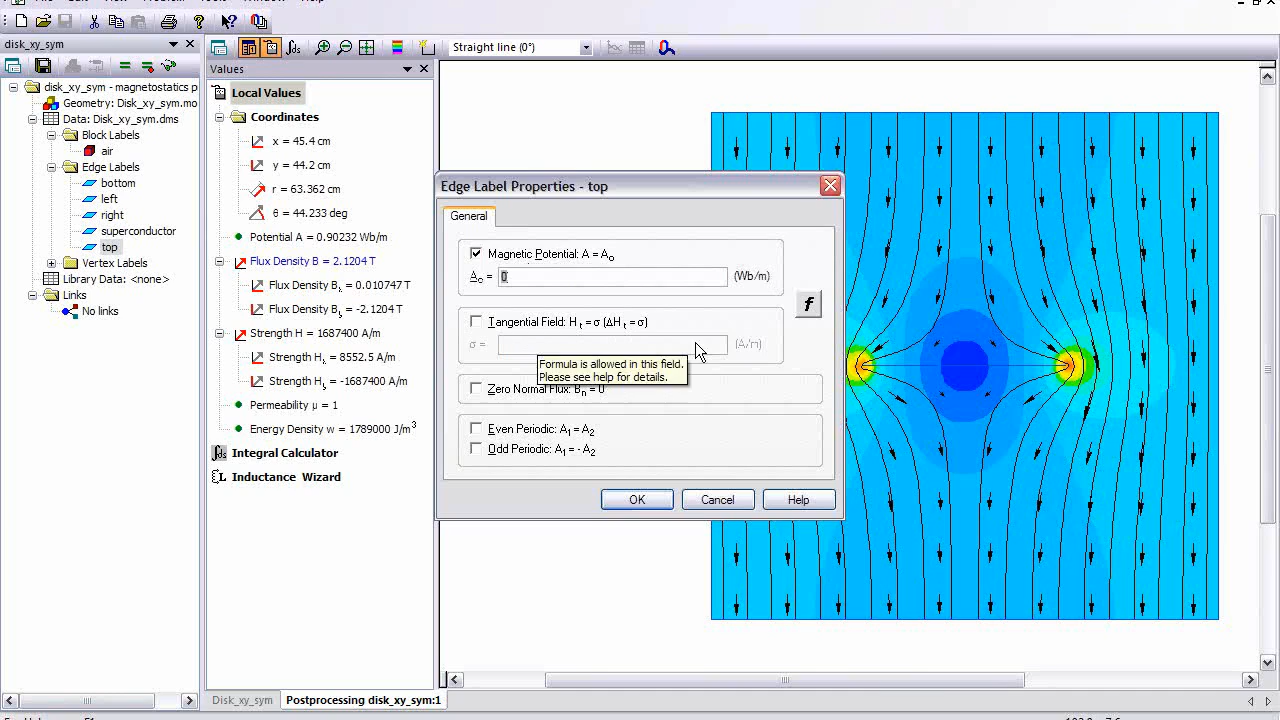 Straight line (0°)
disk_xy_sym
disk_xy_sym - magnetostatics p
Geometry: Disk_xy_sym.mo
Data: Disk_xy_sym.dms
Block Labels
air
Edge Labels
bottom
left
right
superconductor
top
Vertex Labels
Library Data: <none>
Links
No links
Values
Local Values
Coordinates
x = 45.4 cm
y = 44.2 cm
r = 63.362 cm
θ = 44.233 deg
Potential A = 0.90232 Wb/m
Flux Density B = 2.1204 T
Flux Density Bₓ = 0.010747 T
Flux Density Bᵧ = -2.1204 T
Strength H = 1687400 A/m
Strength Hₓ = 8552.5 A/m
Strength Hᵧ = -1687400 A/m
Permeability μ = 1
Energy Density w = 1789000 J/m³
Integral Calculator
Inductance Wizard
Edge Label Properties - top
General
Magnetic Potential: A = A₀
A₀ = 0 (Wb/m)
f
Tangential Field: H t = σ (ΔH t = σ)
σ = (A/m)
Formula is allowed in this field.
Please see help for details.
Zero Normal Flux: Bn = 0
Even Periodic: A₁ = A₂
Odd Periodic: A₁ = - A₂
OK
Cancel
Help
Disk_xy_sym
Postprocessing disk_xy_sym:1